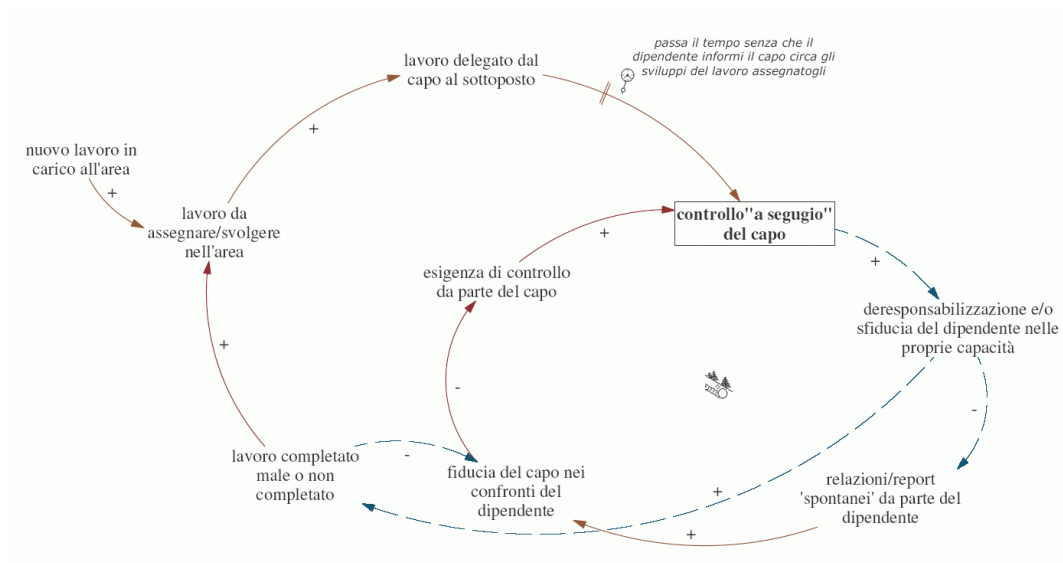 passa il tempo senza che il
dipendente informi il capo circa gli
sviluppi del lavoro assegnatogli
lavoro delegato dal
capo al sottoposto
+
nuovo lavoro in
carico all'area
+
lavoro da
assegnare/svolgere
nell'area
controllo"a segugio"
del capo
+
+
esigenza di controllo
da parte del capo
deresponsabilizzazione e/o
sfiducia del dipendente nelle
proprie capacità
+
-
-
lavoro completato
male o non
completato
-
fiducia del capo nei
confronti del
dipendente
relazioni/report
'spontanei' da parte del
dipendente
+
+